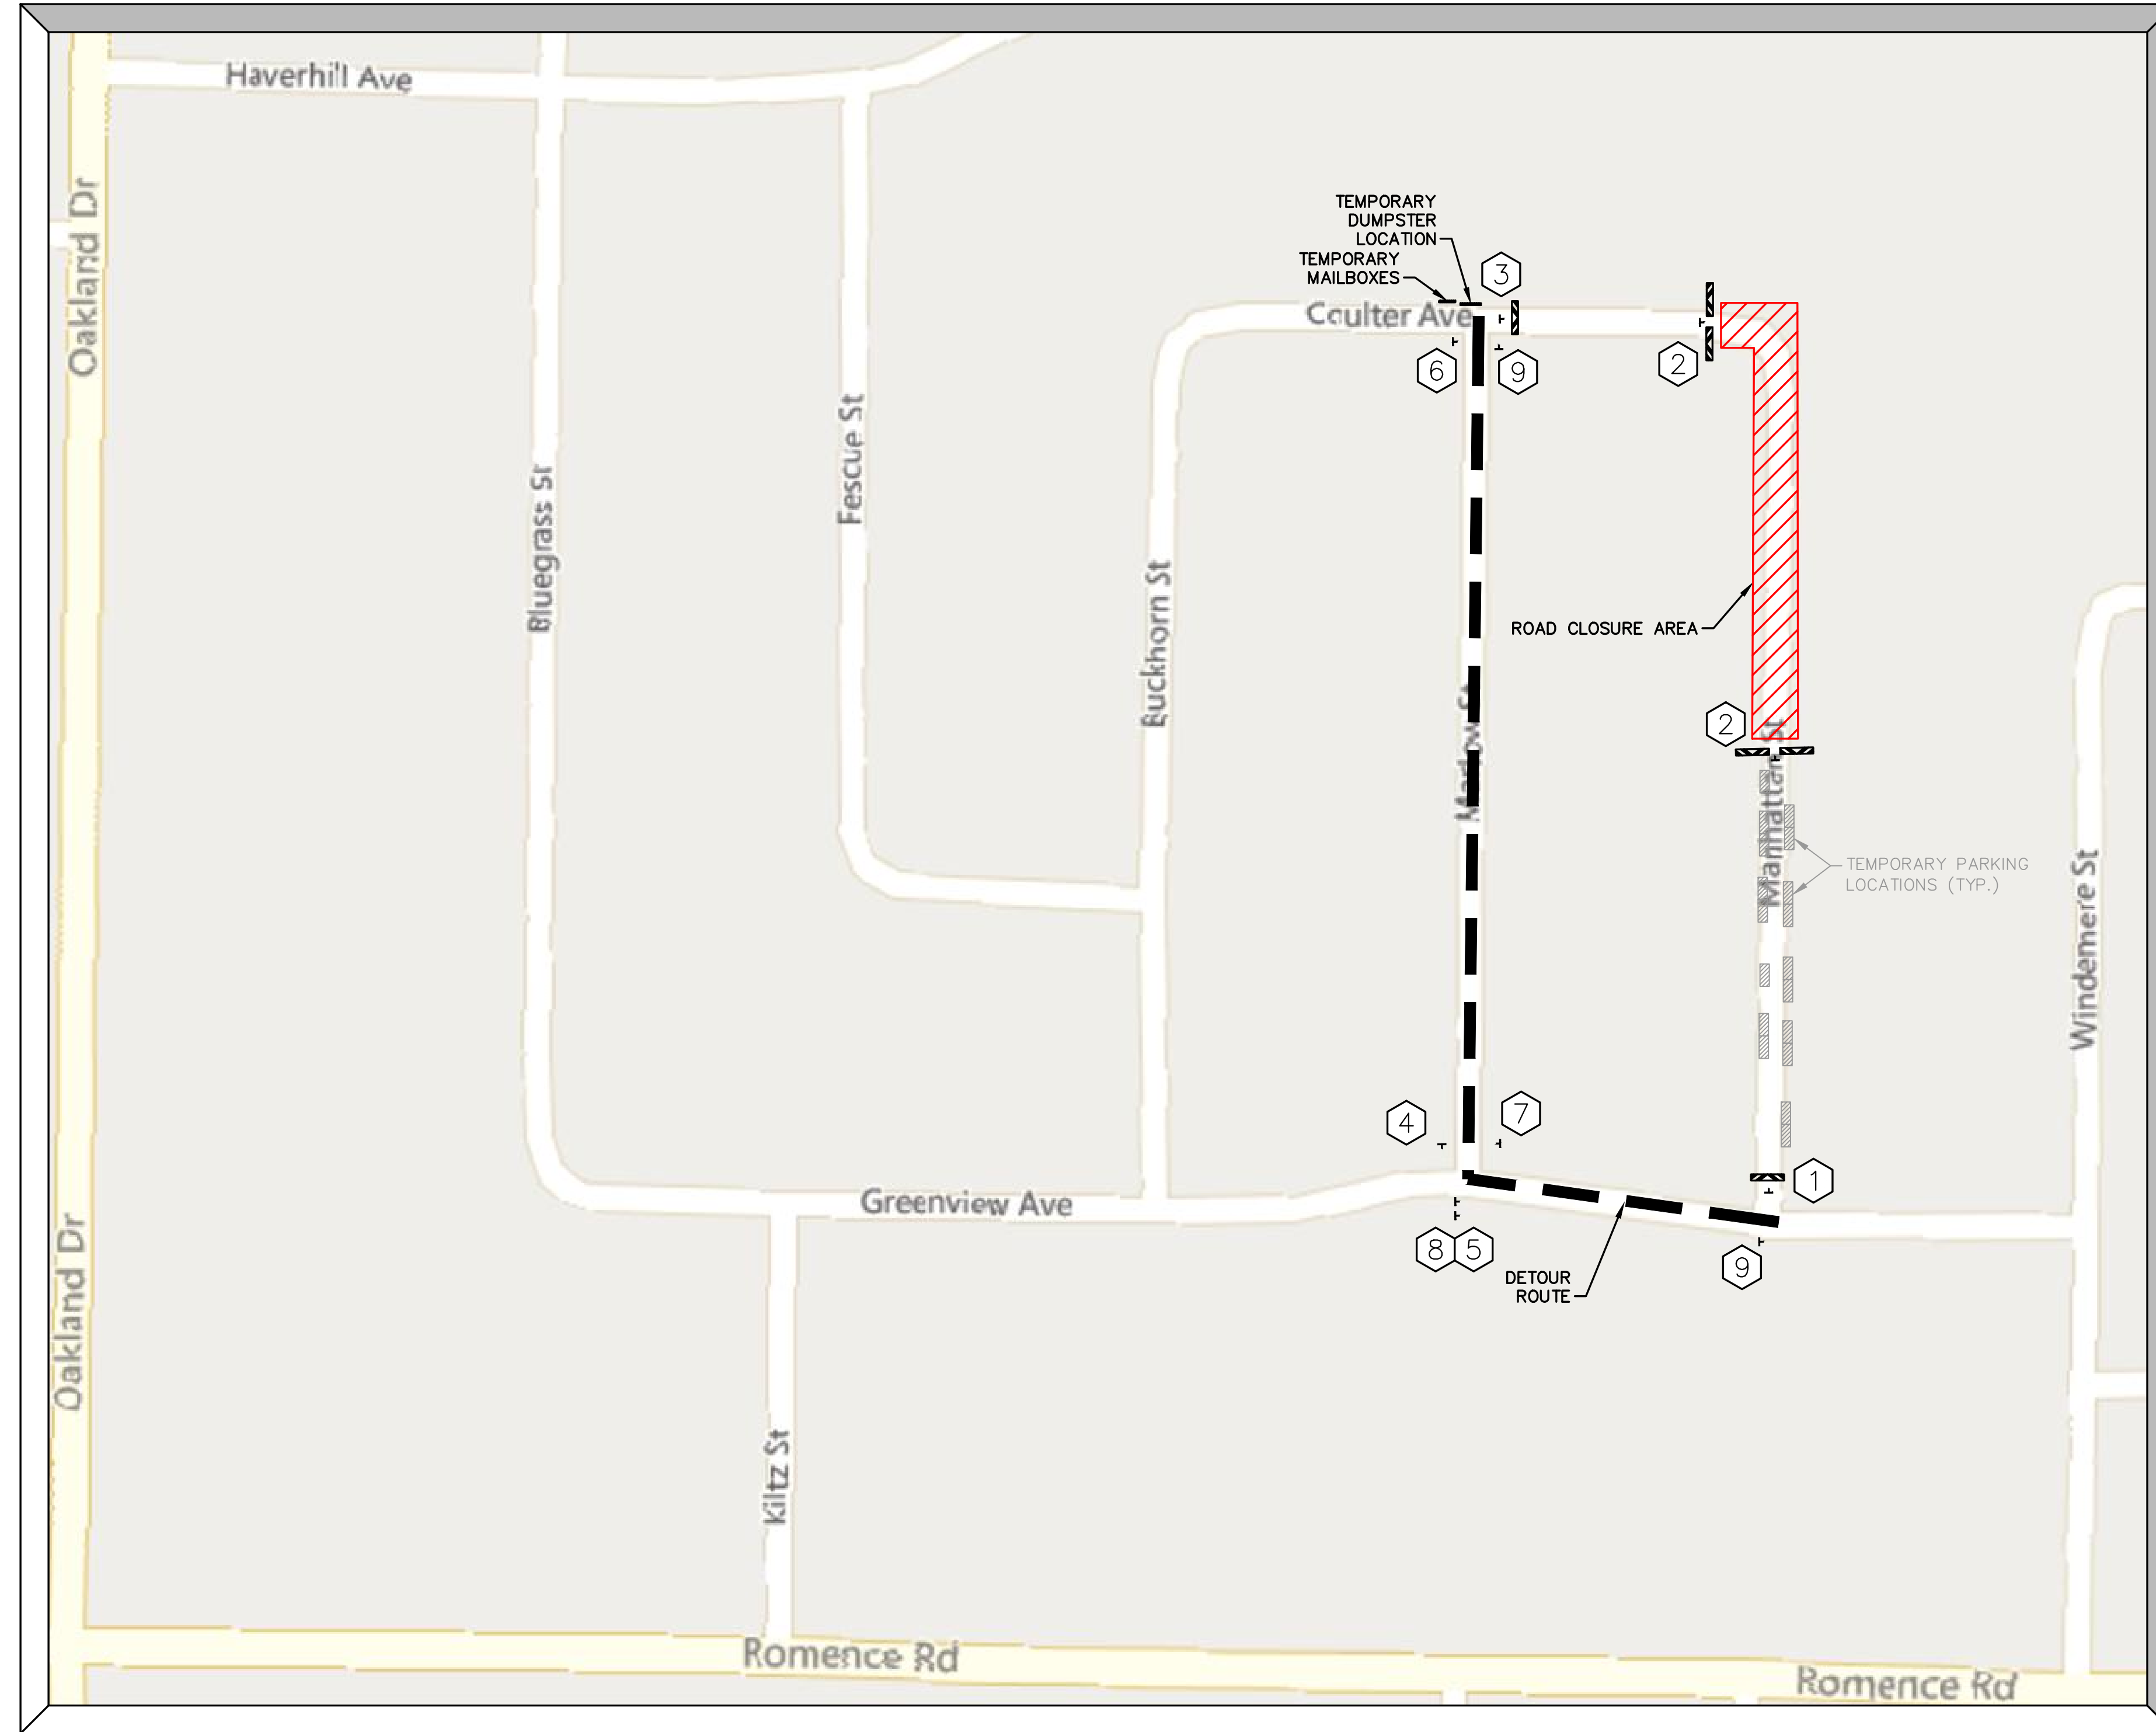 Haverhill Ave
Oakland Dr
TEMPORARY
DUMPSTER
LOCATION
TEMPORARY
MAILBOXES
3
Coulter Ave
6
9
2
Fescue St
Bluegrass St
Buckhorn St
ROAD CLOSURE AREA
2
Manhattan St
TEMPORARY PARKING
LOCATIONS (TYP.)
Windemere St
4
7
1
Greenview Ave
8
5
9
DETOUR
ROUTE
Oakland Dr
Kiltz St
Romence Rd
Romence Rd